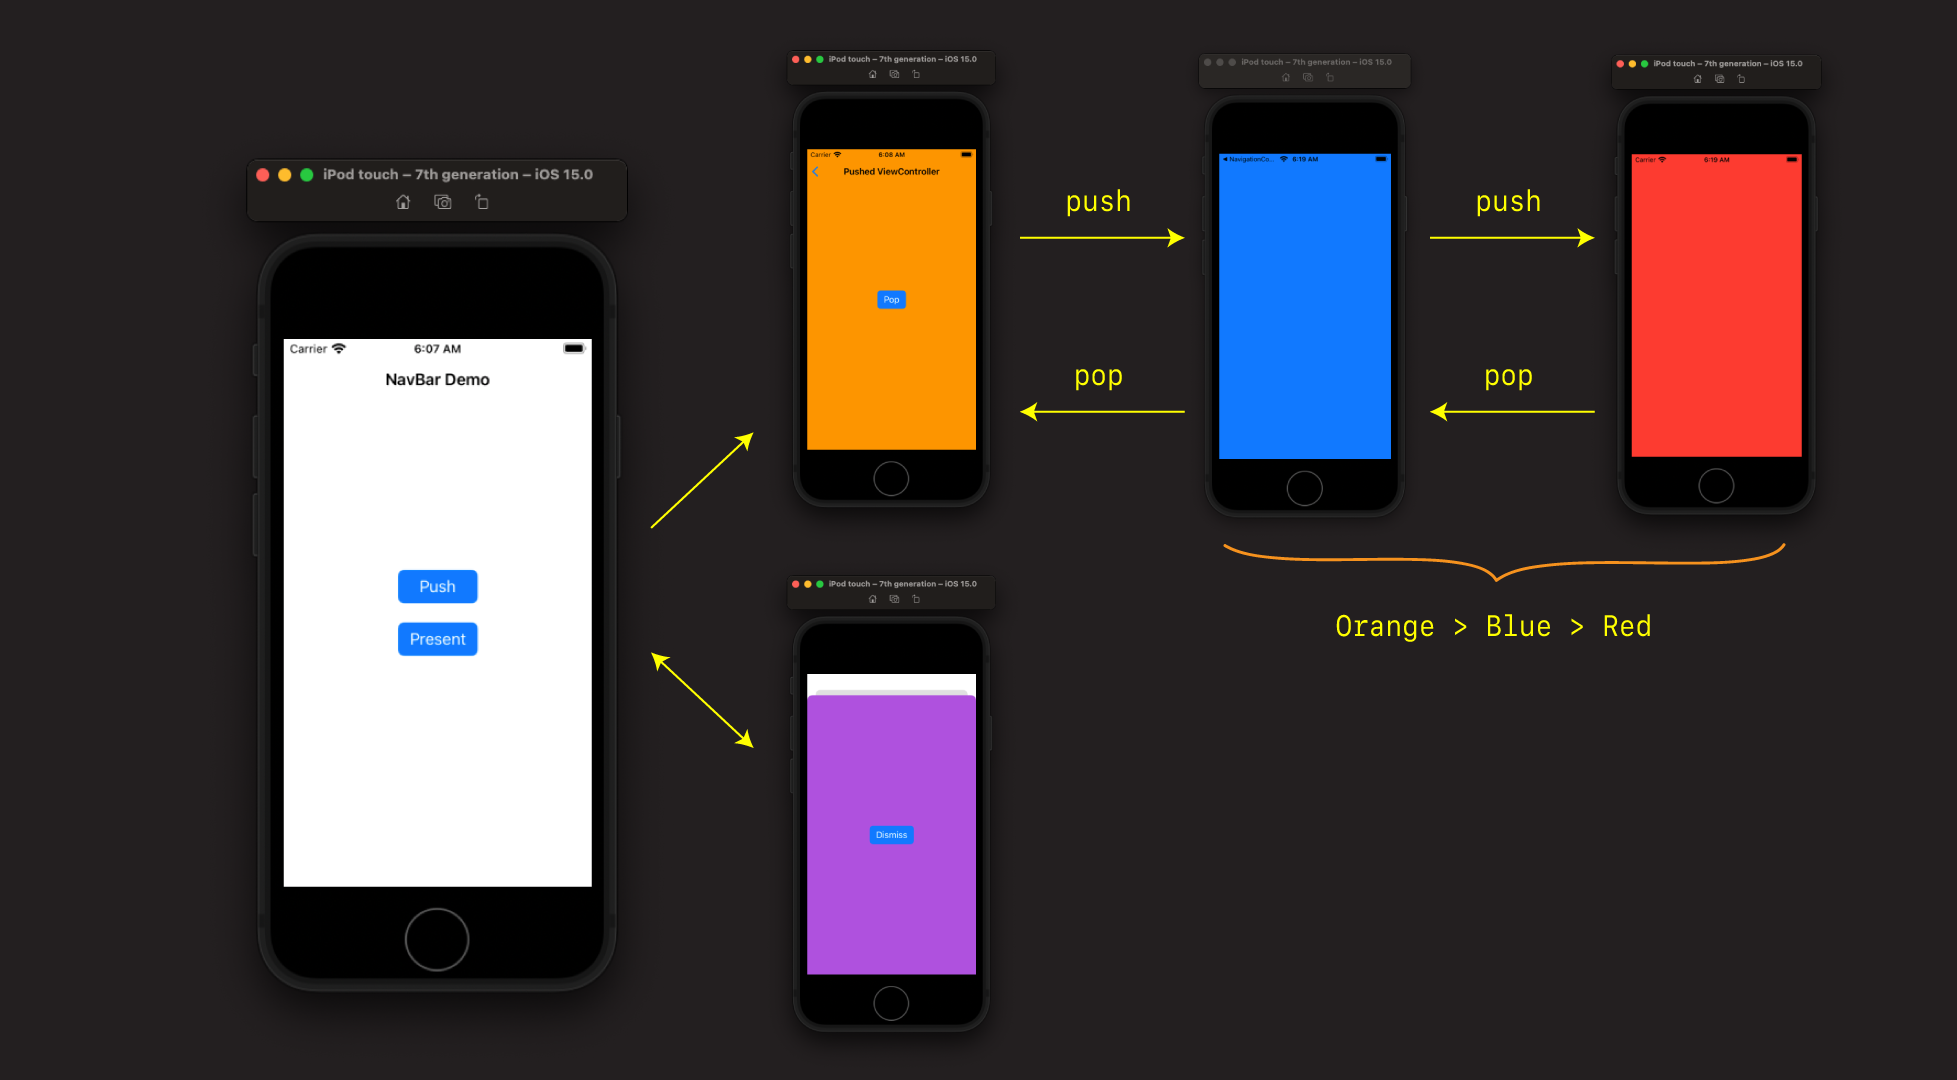 iPod touch – 7th generation – iOS 15.0
Carrier 6:07 AM
NavBar Demo
Push
Present
iPod touch – 7th generation – iOS 15.0
Carrier 6:08 AM
Pushed ViewController
Pop
push
pop
iPod touch – 7th generation – iOS 15.0
NavigationCo... 6:19 AM
push
pop
iPod touch – 7th generation – iOS 15.0
Carrier 6:19 AM
Orange > Blue > Red
iPod touch – 7th generation – iOS 15.0
Dismiss